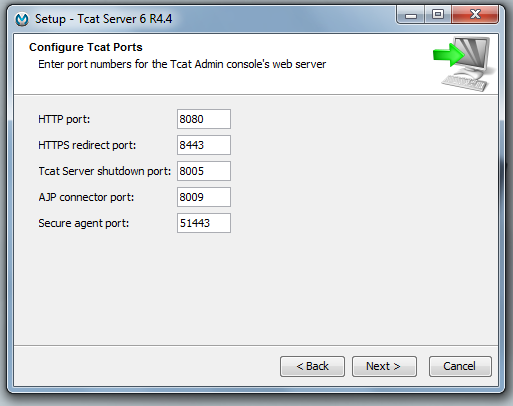 Setup - Tcat Server 6 R4.4
Configure Tcat Ports
Enter port numbers for the Tcat Admin console's web server
HTTP port: 8080
HTTPS redirect port: 8443
Tcat Server shutdown port: 8005
AJP connector port: 8009
Secure agent port: 51443
< Back Next > Cancel